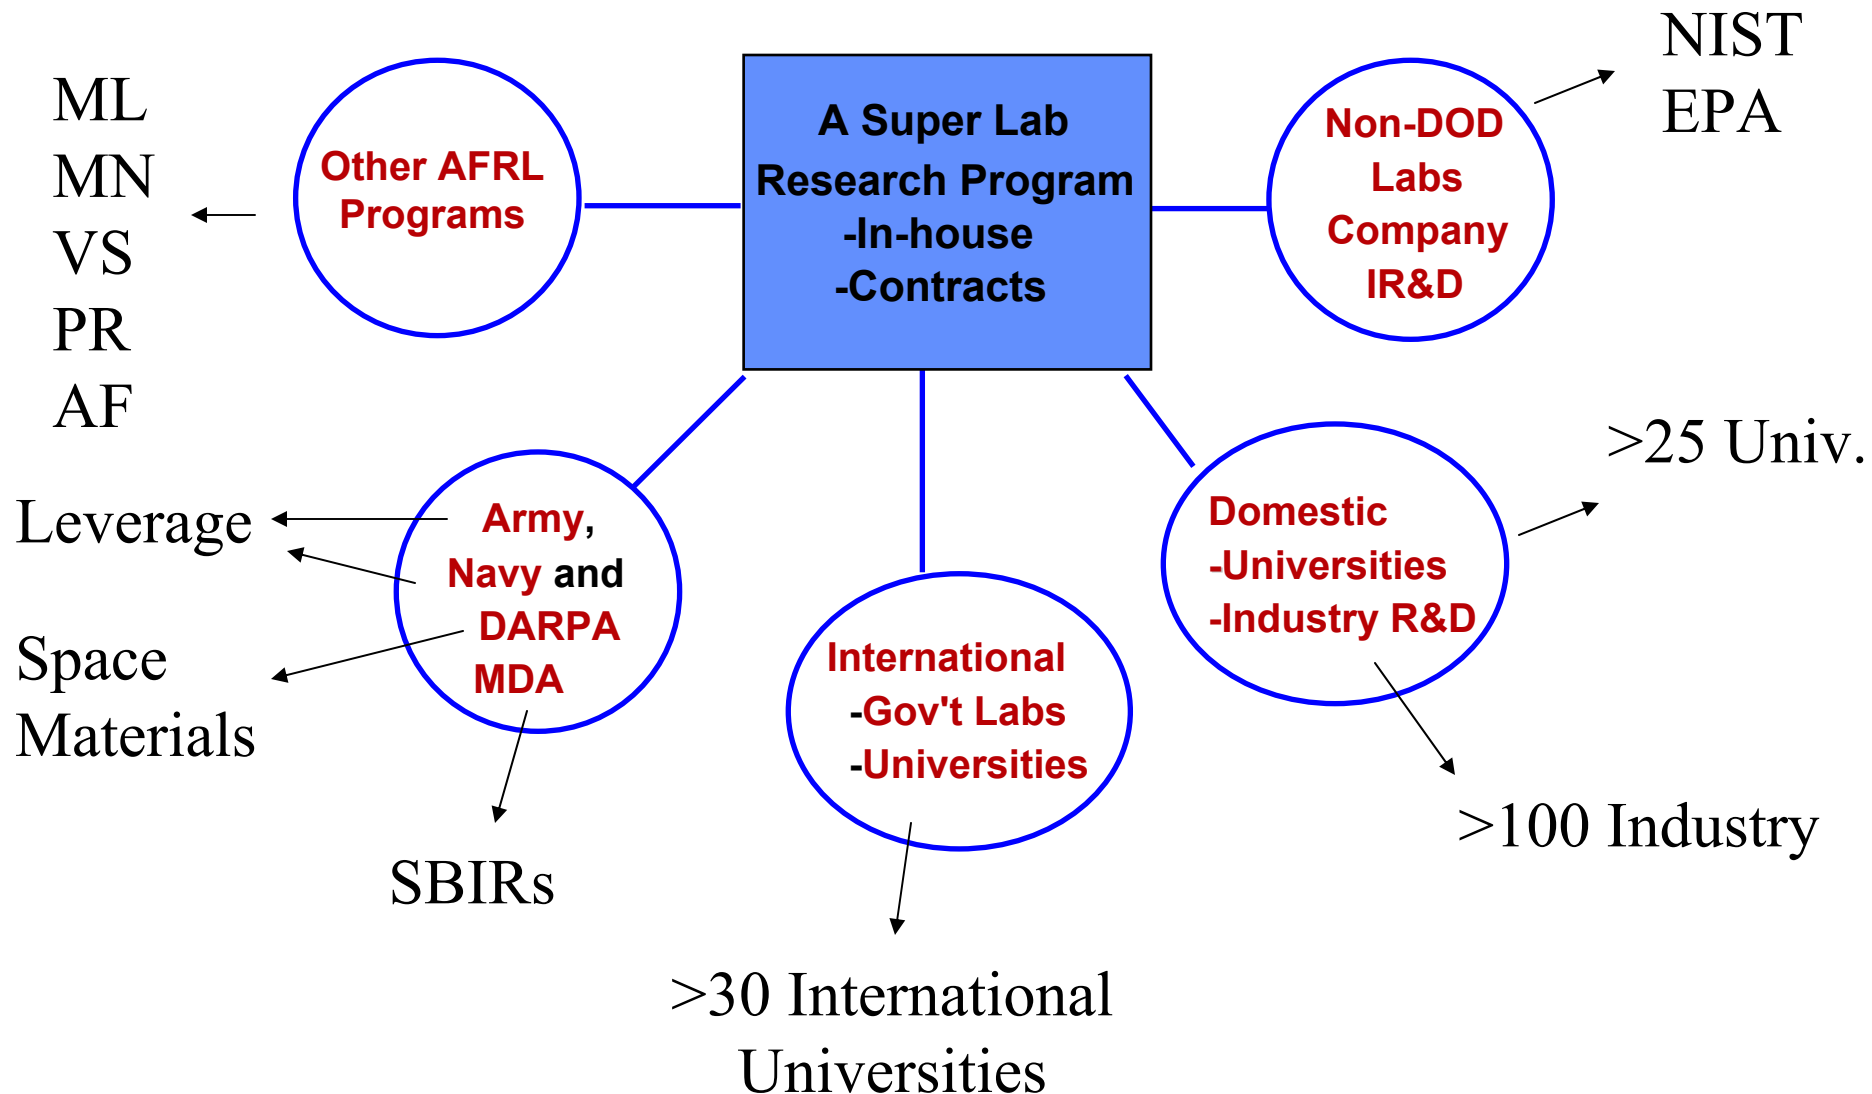 ML
MN
VS
PR
AF
Other AFRL
Programs
A Super Lab
Research Program
-In-house
-Contracts
Non-DOD
Labs
Company
IR&D
NIST
EPA
Leverage
Space
Materials
Army,
Navy and
DARPA
MDA
SBIRs
International
-Gov't Labs
-Universities
>30 International
Universities
Domestic
-Universities
-Industry R&D
>25 Univ.
>100 Industry